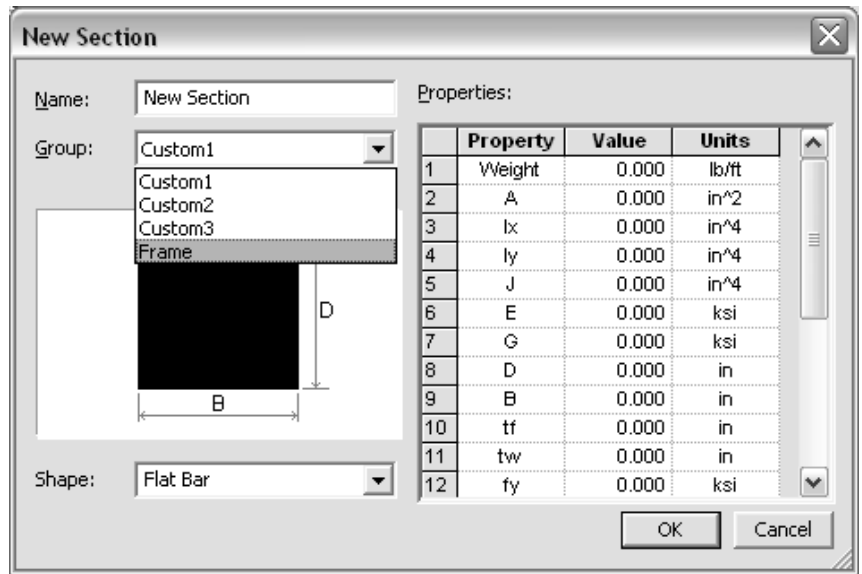 New Section
Name: New Section
Group: Custom1
Custom1
Custom2
Custom3
Frame
D
B
Shape: Flat Bar
Properties:
Property Value Units
1 Weight 0.000 lb/ft
2 A 0.000 in^2
3 Ix 0.000 in^4
4 Iy 0.000 in^4
5 J 0.000 in^4
6 E 0.000 ksi
7 G 0.000 ksi
8 D 0.000 in
9 B 0.000 in
10 tf 0.000 in
11 tw 0.000 in
12 fy 0.000 ksi
OK Cancel